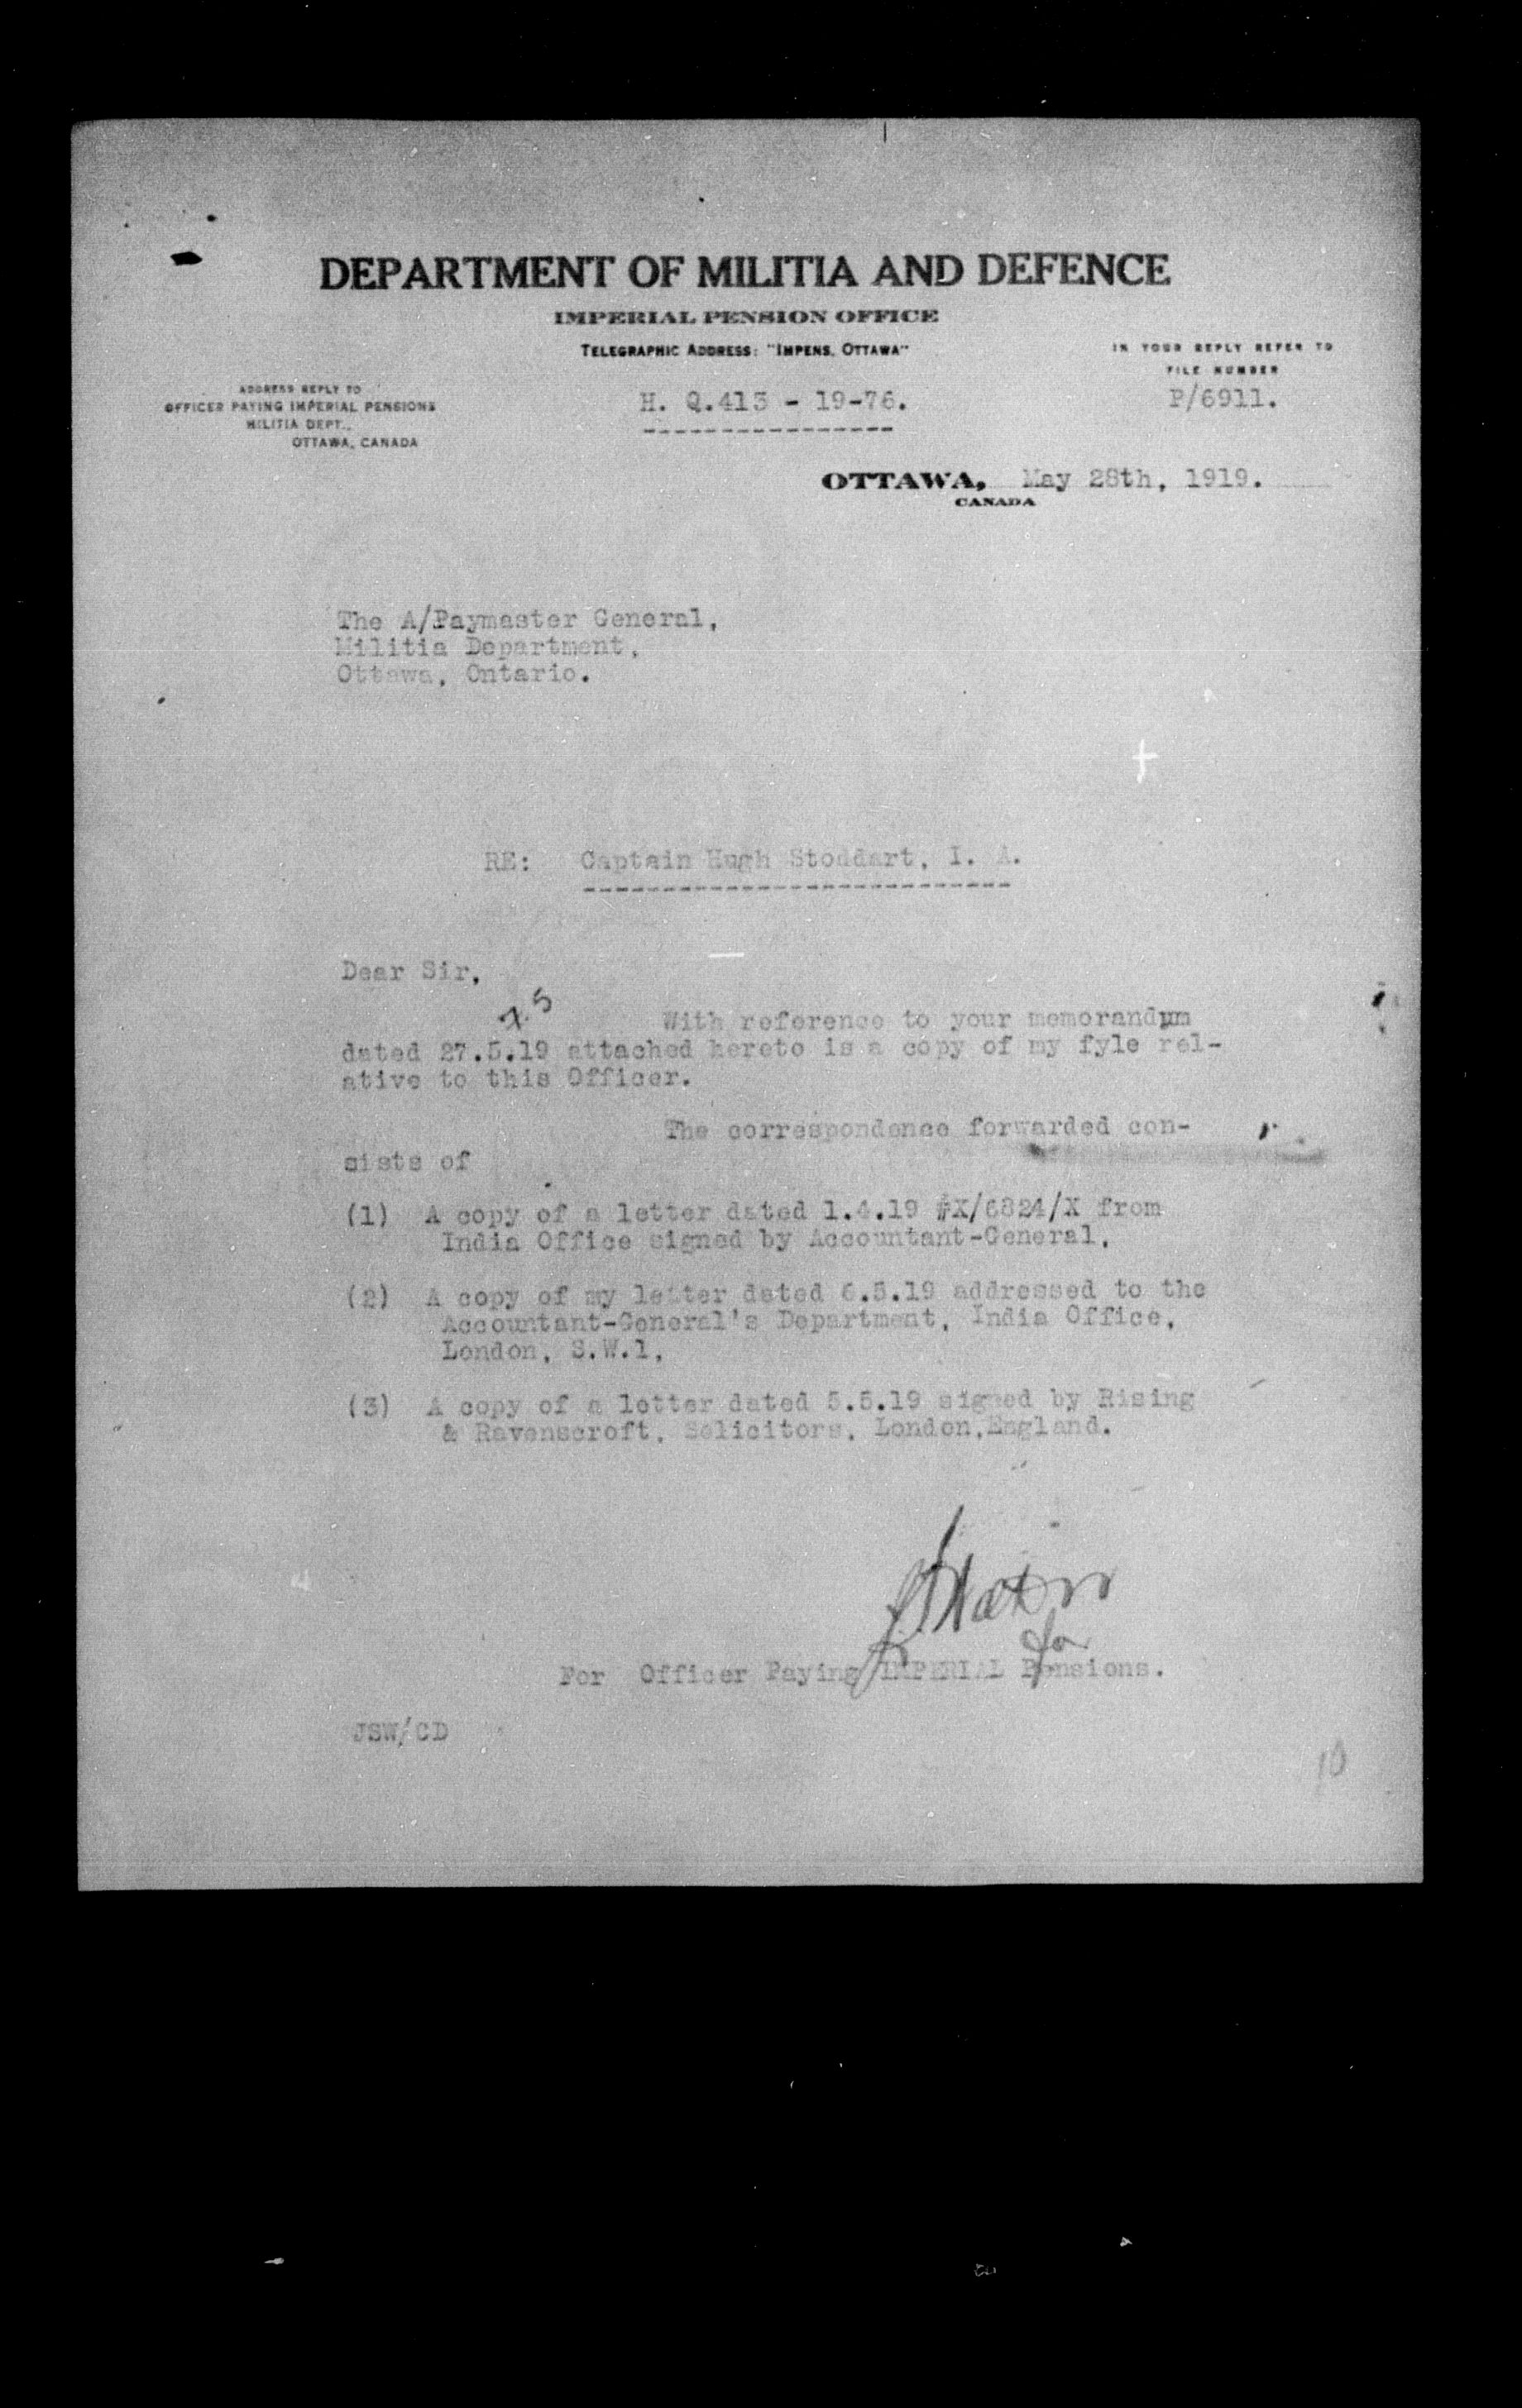 DEPARTMENT OF MILITIA AND DEFENCE
IMPERIAL PENSION OFFICE
TELEGRAPHIC ADDRESS: "IMPENS, OTTAWA"
IN YOUR REPLY REFER TO
FILE NUMBER
P/6911.
ADDRESS REPLY TO
OFFICER PAYING IMPERIAL PENSIONS
MILITIA DEPT.,
OTTAWA, CANADA
H. Q.413 - 19-76.
OTTAWA, May 28th, 1919.
CANADA
The A/Paymaster General,
Militia Department,
Ottawa, Ontario.
RE: Captain Hugh Stoddart, I. A.
Dear Sir,
With reference to your memorandum
dated 27.5.19 attached hereto is a copy of my fyle rel-
ative to this Officer.
The correspondence forwarded con-
sists of
(1) A copy of a letter dated 1.4.19 #X/6824/X from
India Office signed by Accountant-General,
(2) A copy of my letter dated 6.5.19 addressed to the
Accountant-General's Department, India Office,
London, S.W.1,
(3) A copy of a letter dated 5.5.19 signed by Rising
& Ravenscroft, Solicitors, London,England.
for
For Officer Paying IMPERIAL Pensions.
JSW/CD
10